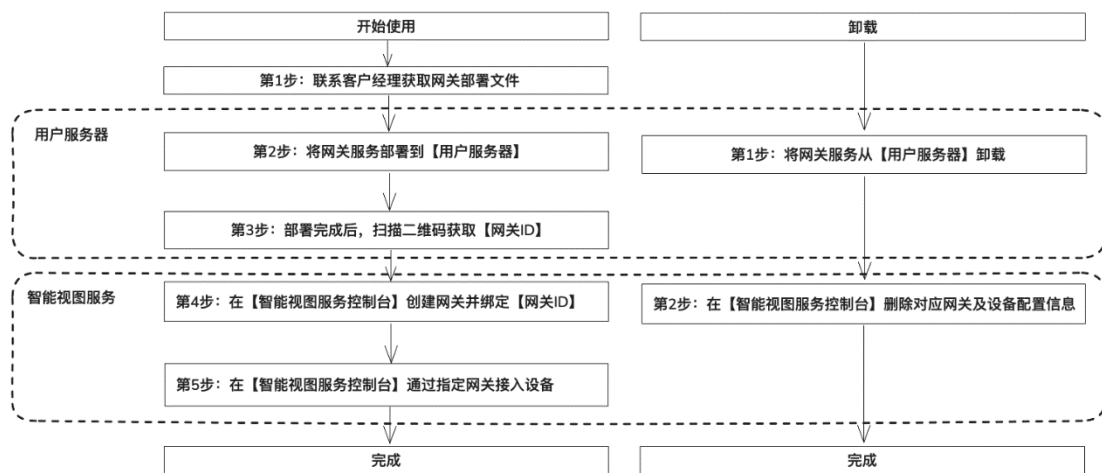 开始使用
卸载
第1步：联系客户经理获取网关部署文件
用户服务器
第2步：将网关服务部署到【用户服务器】
第1步：将网关服务从【用户服务器】卸载
第3步：部署完成后，扫描二维码获取【网关ID】
智能视图服务
第4步：在【智能视图服务控制台】创建网关并绑定【网关ID】
第2步：在【智能视图服务控制台】删除对应网关及设备配置信息
第5步：在【智能视图服务控制台】通过指定网关接入设备
完成
完成